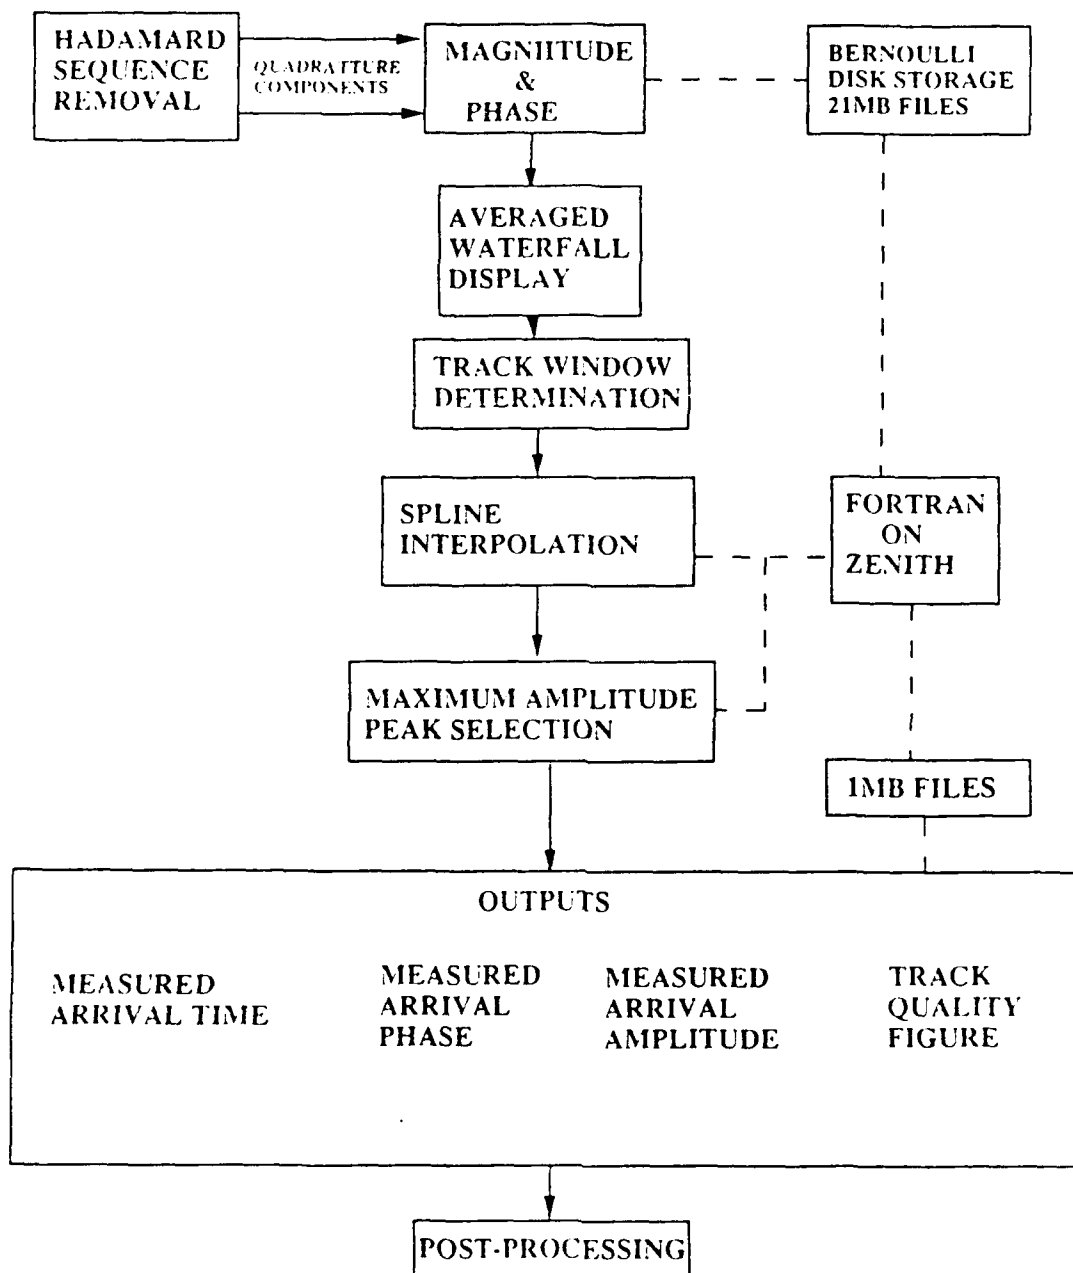 HADAMARD
SEQUENCE
REMOVAL
QUADRATTURE
COMPONENTS
MAGNIITUDE
&
PHASE
BERNOULLI
DISK STORAGE
21MB FILES
AVERAGED
WATERFALL
DISPLAY
TRACK WINDOW
DETERMINATION
SPLINE
INTERPOLATION
FORTRAN
ON
ZENITH
MAXIMUM AMPLITUDE
PEAK SELECTION
1MB FILES
OUTPUTS
MEASURED
ARRIVAL TIME
MEASURED
ARRIVAL
PHASE
MEASURED
ARRIVAL
AMPLITUDE
TRACK
QUALITY
FIGURE
POST-PROCESSING